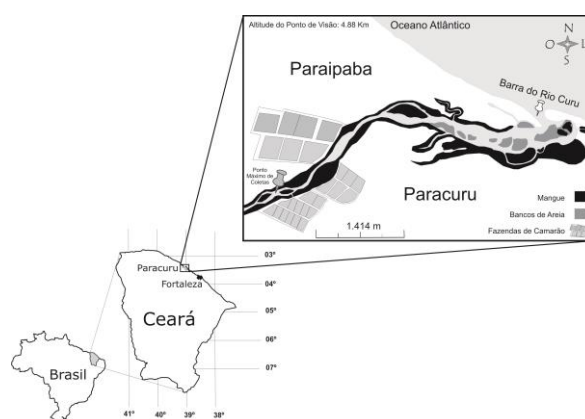 Altitude do Ponto de Visão: 4.88 Km
Oceano Atlântico
N
O L
S
Paraipaba
Barra do Rio Curu
Ponto
Máximo de
Coletas
Paracuru
Mangue
Bancos de Areia
Fazendas de Camarão
1.414 m
03°
Paracuru
04°
Fortaleza
Ceará
05°
06°
07°
Brasil
41° 40° 39° 38°